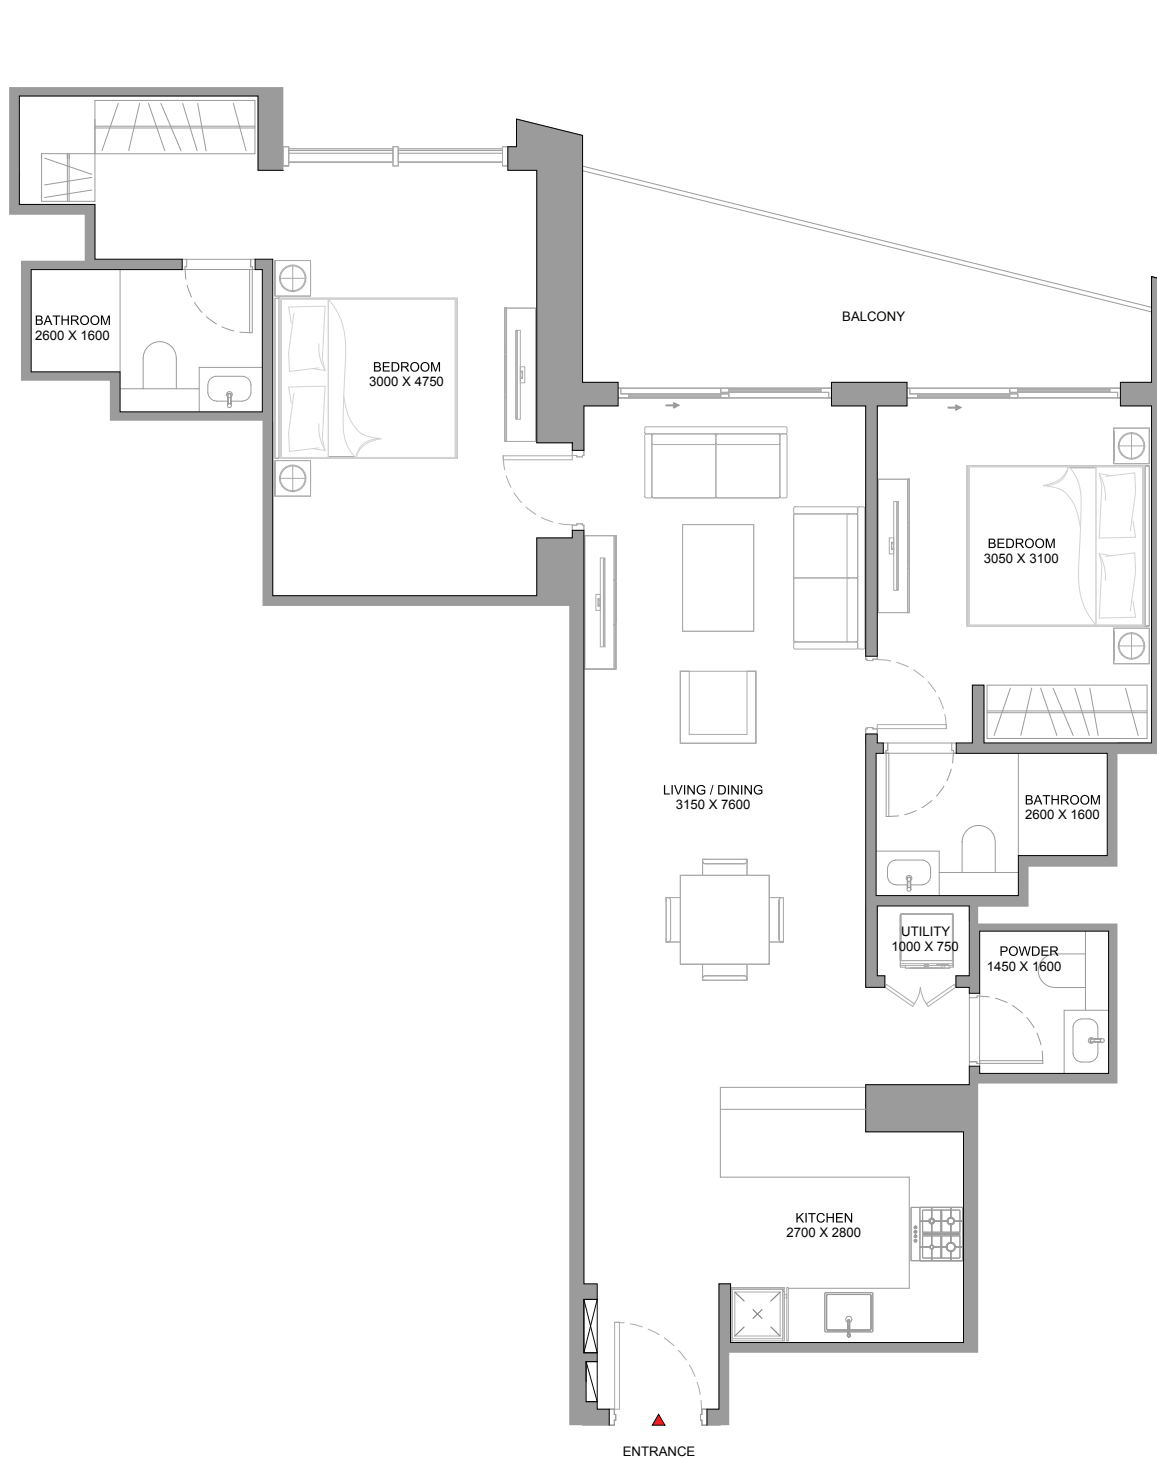 BALCONY
BATHROOM
2600 X 1600
BEDROOM
3000 X 4750
BEDROOM
3050 X 3100
LIVING / DINING
3150 X 7600
BATHROOM
2600 X 1600
UTILITY
1000 X 750
POWDER
1450 X 1600
KITCHEN
2700 X 2800
ENTRANCE